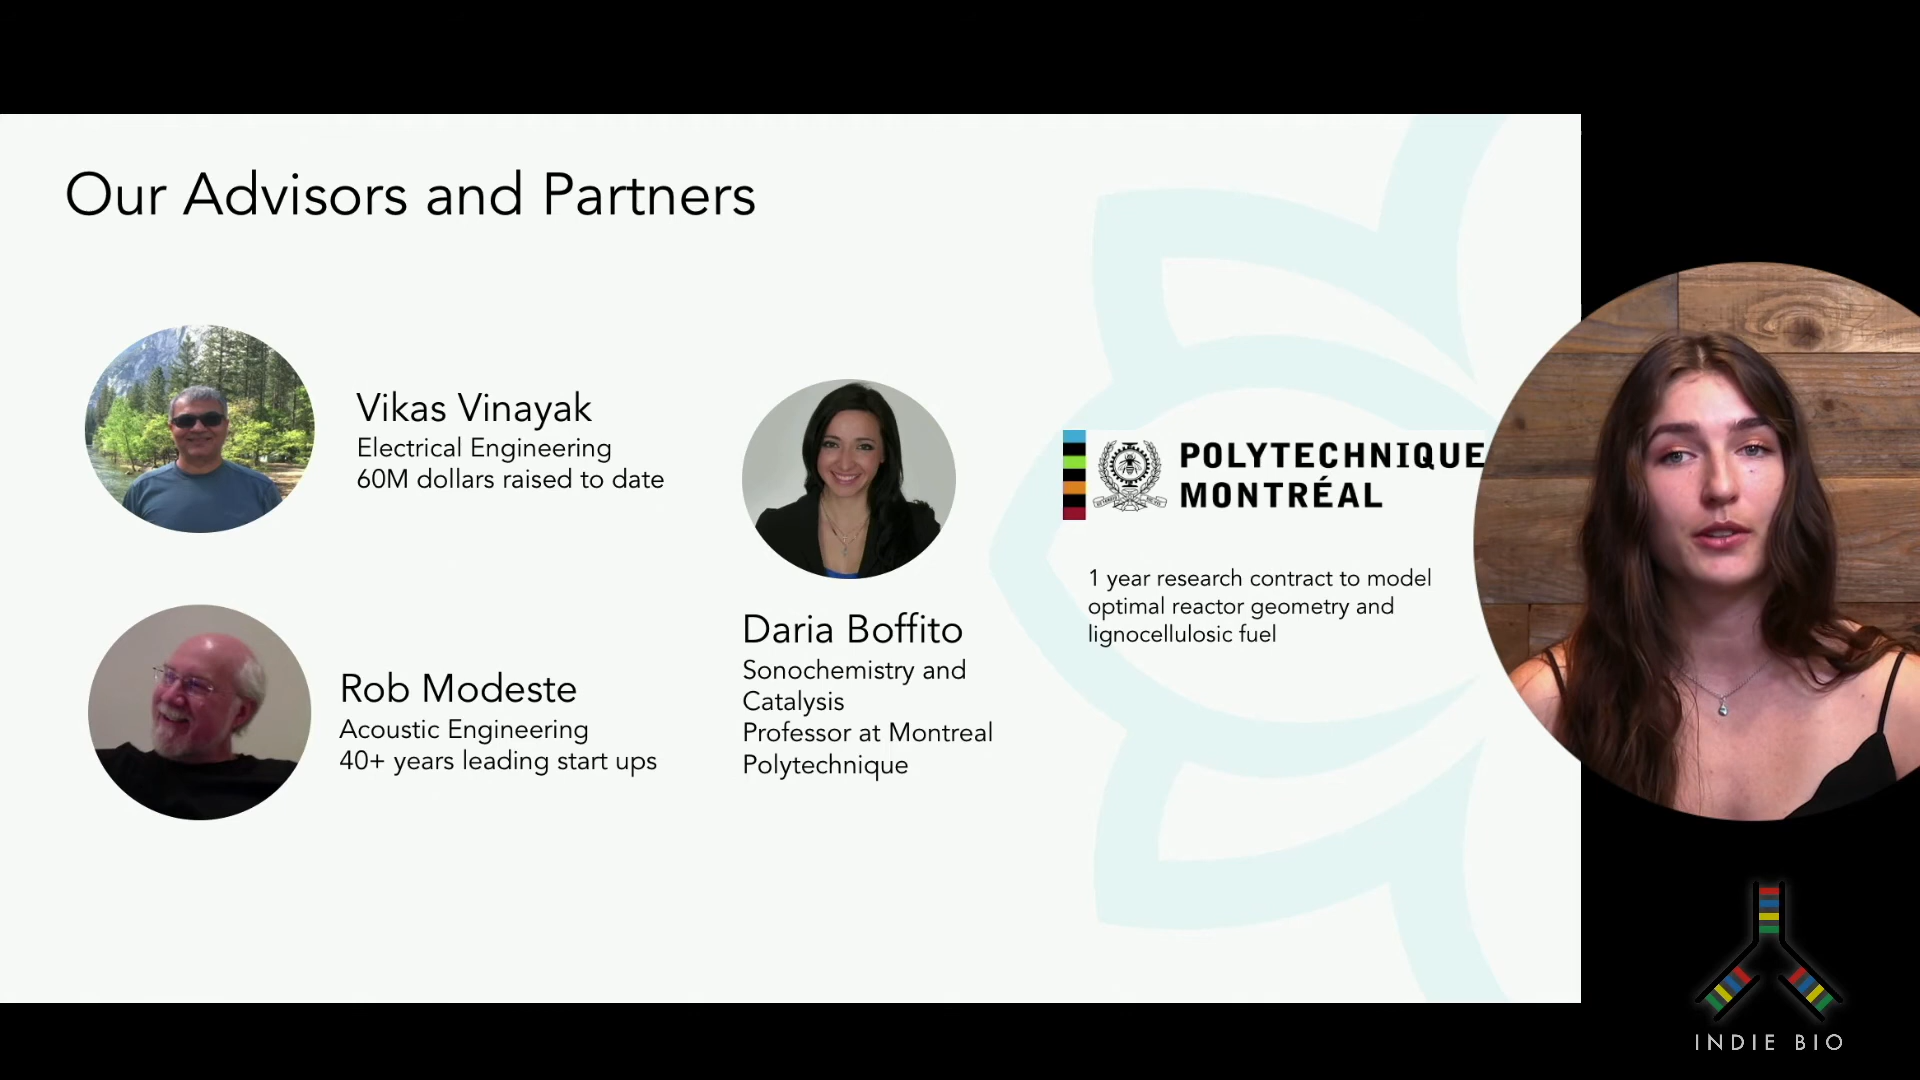 Our Advisors and Partners
Vikas Vinayak
Electrical Engineering
60M dollars raised to date
Rob Modeste
Acoustic Engineering
40+ years leading start ups
Daria Boffito
Sonochemistry and
Catalysis
Professor at Montreal
Polytechnique
POLYTECHNIQUE
MONTRÉAL
1 year research contract to model
optimal reactor geometry and
lignocellulosic fuel
INDIE BIO